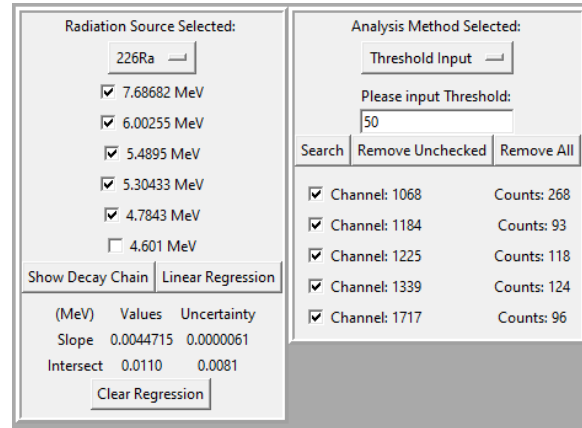 Radiation Source Selected:
226Ra
7.68682 MeV
6.00255 MeV
5.4895 MeV
5.30433 MeV
4.7843 MeV
4.601 MeV
Show Decay Chain Linear Regression
(MeV) Values Uncertainty
Slope 0.0044715 0.0000061
Intersect 0.0110 0.0081
Clear Regression
Analysis Method Selected:
Threshold Input
Please input Threshold:
50
Search Remove Unchecked Remove All
Channel: 1068 Counts: 268
Channel: 1184 Counts: 93
Channel: 1225 Counts: 118
Channel: 1339 Counts: 124
Channel: 1717 Counts: 96